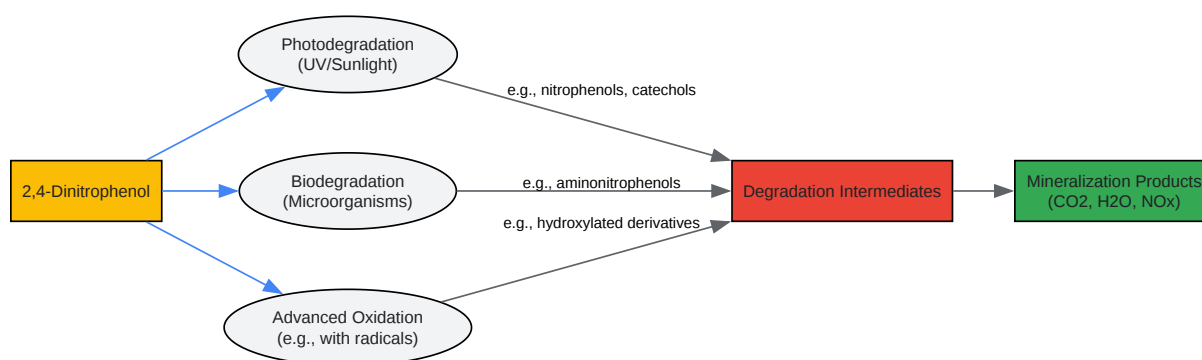 Photodegradation
(UV/Sunlight)
e.g., nitrophenols, catechols
2,4-Dinitrophenol
Biodegradation
(Microorganisms)
e.g., aminonitrophenols
Degradation Intermediates
Mineralization Products
(CO2, H2O, NOx)
e.g., hydroxylated derivatives
Advanced Oxidation
(e.g., with radicals)